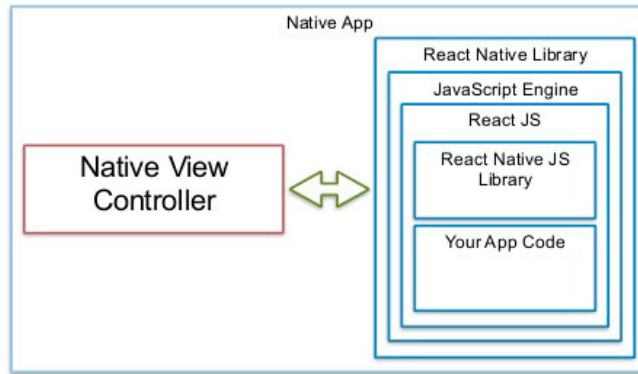 Native App
React Native Library
JavaScript Engine
React JS
Native View
Controller
React Native JS
Library
Your App Code